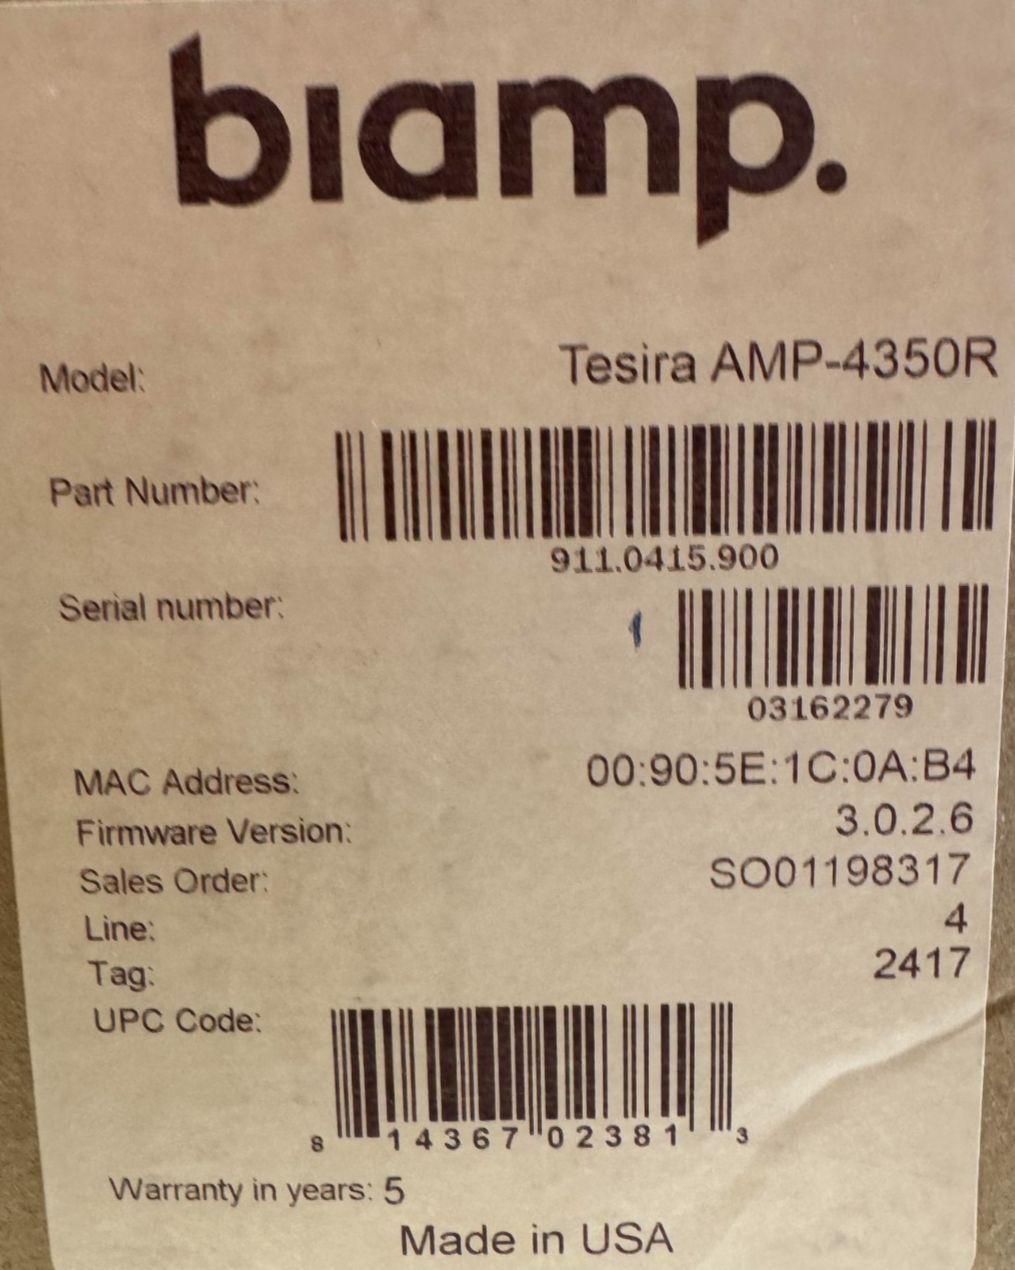 biamp.
Model: Tesira AMP-4350R
Part Number:
911.0415.900
Serial number:
03162279
MAC Address: 00:90:5E:1C:0A:B4
Firmware Version: 3.0.2.6
Sales Order: SO01198317
Line: 4
Tag: 2417
UPC Code:
8 14367 02381 3
Warranty in years: 5
Made in USA